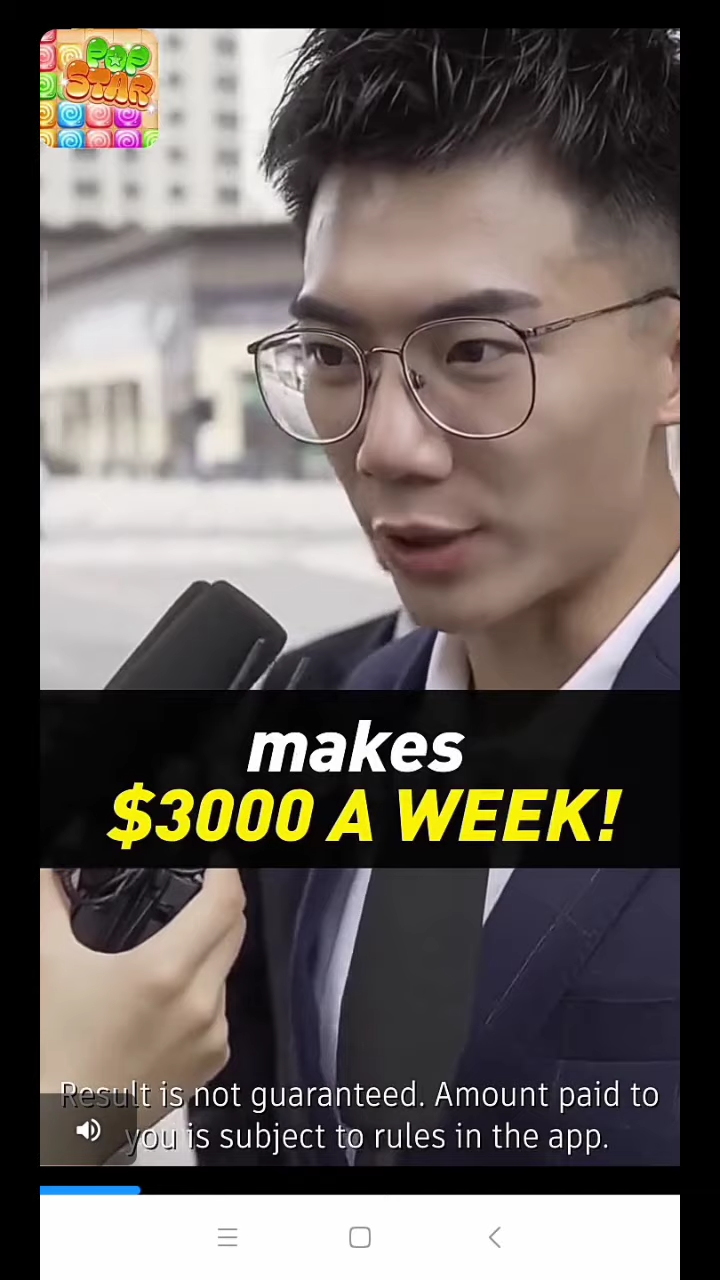 POP
STAR
makes
$3000 A WEEK!
Result is not guaranteed. Amount paid to
you is subject to rules in the app.